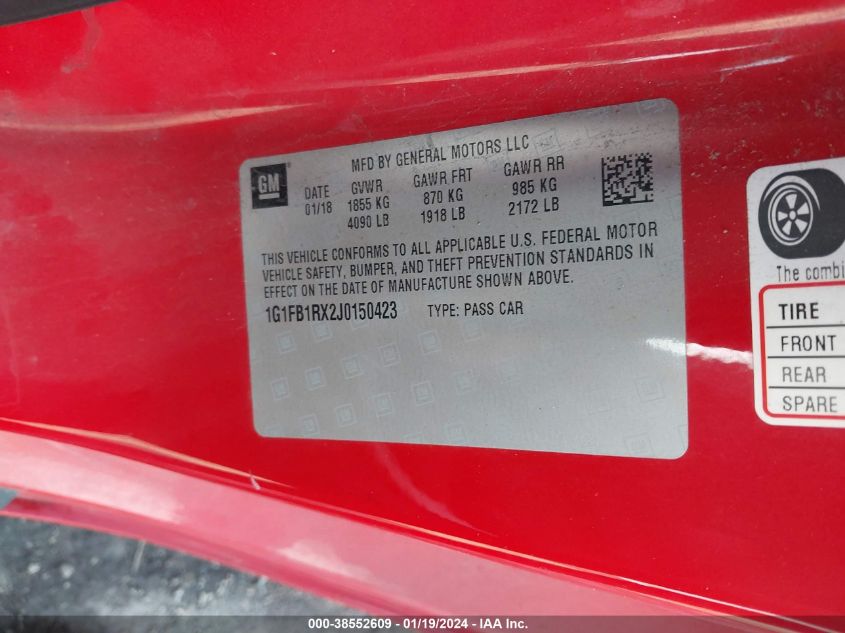 GM
MFD BY GENERAL MOTORS LLC
DATE GVWR GAWR FRT GAWR RR
01/18 1855 KG 870 KG 985 KG
4090 LB 1918 LB 2172 LB
THIS VEHICLE CONFORMS TO ALL APPLICABLE U.S. FEDERAL MOTOR
VEHICLE SAFETY, BUMPER, AND THEFT PREVENTION STANDARDS IN
EFFECT ON THE DATE OF MANUFACTURE SHOWN ABOVE.
1G1FB1RX2J0150423 TYPE: PASS CAR
The combi
TIRE
FRONT
REAR
SPARE
000-38552609 - 01/19/2024 - IAA Inc.